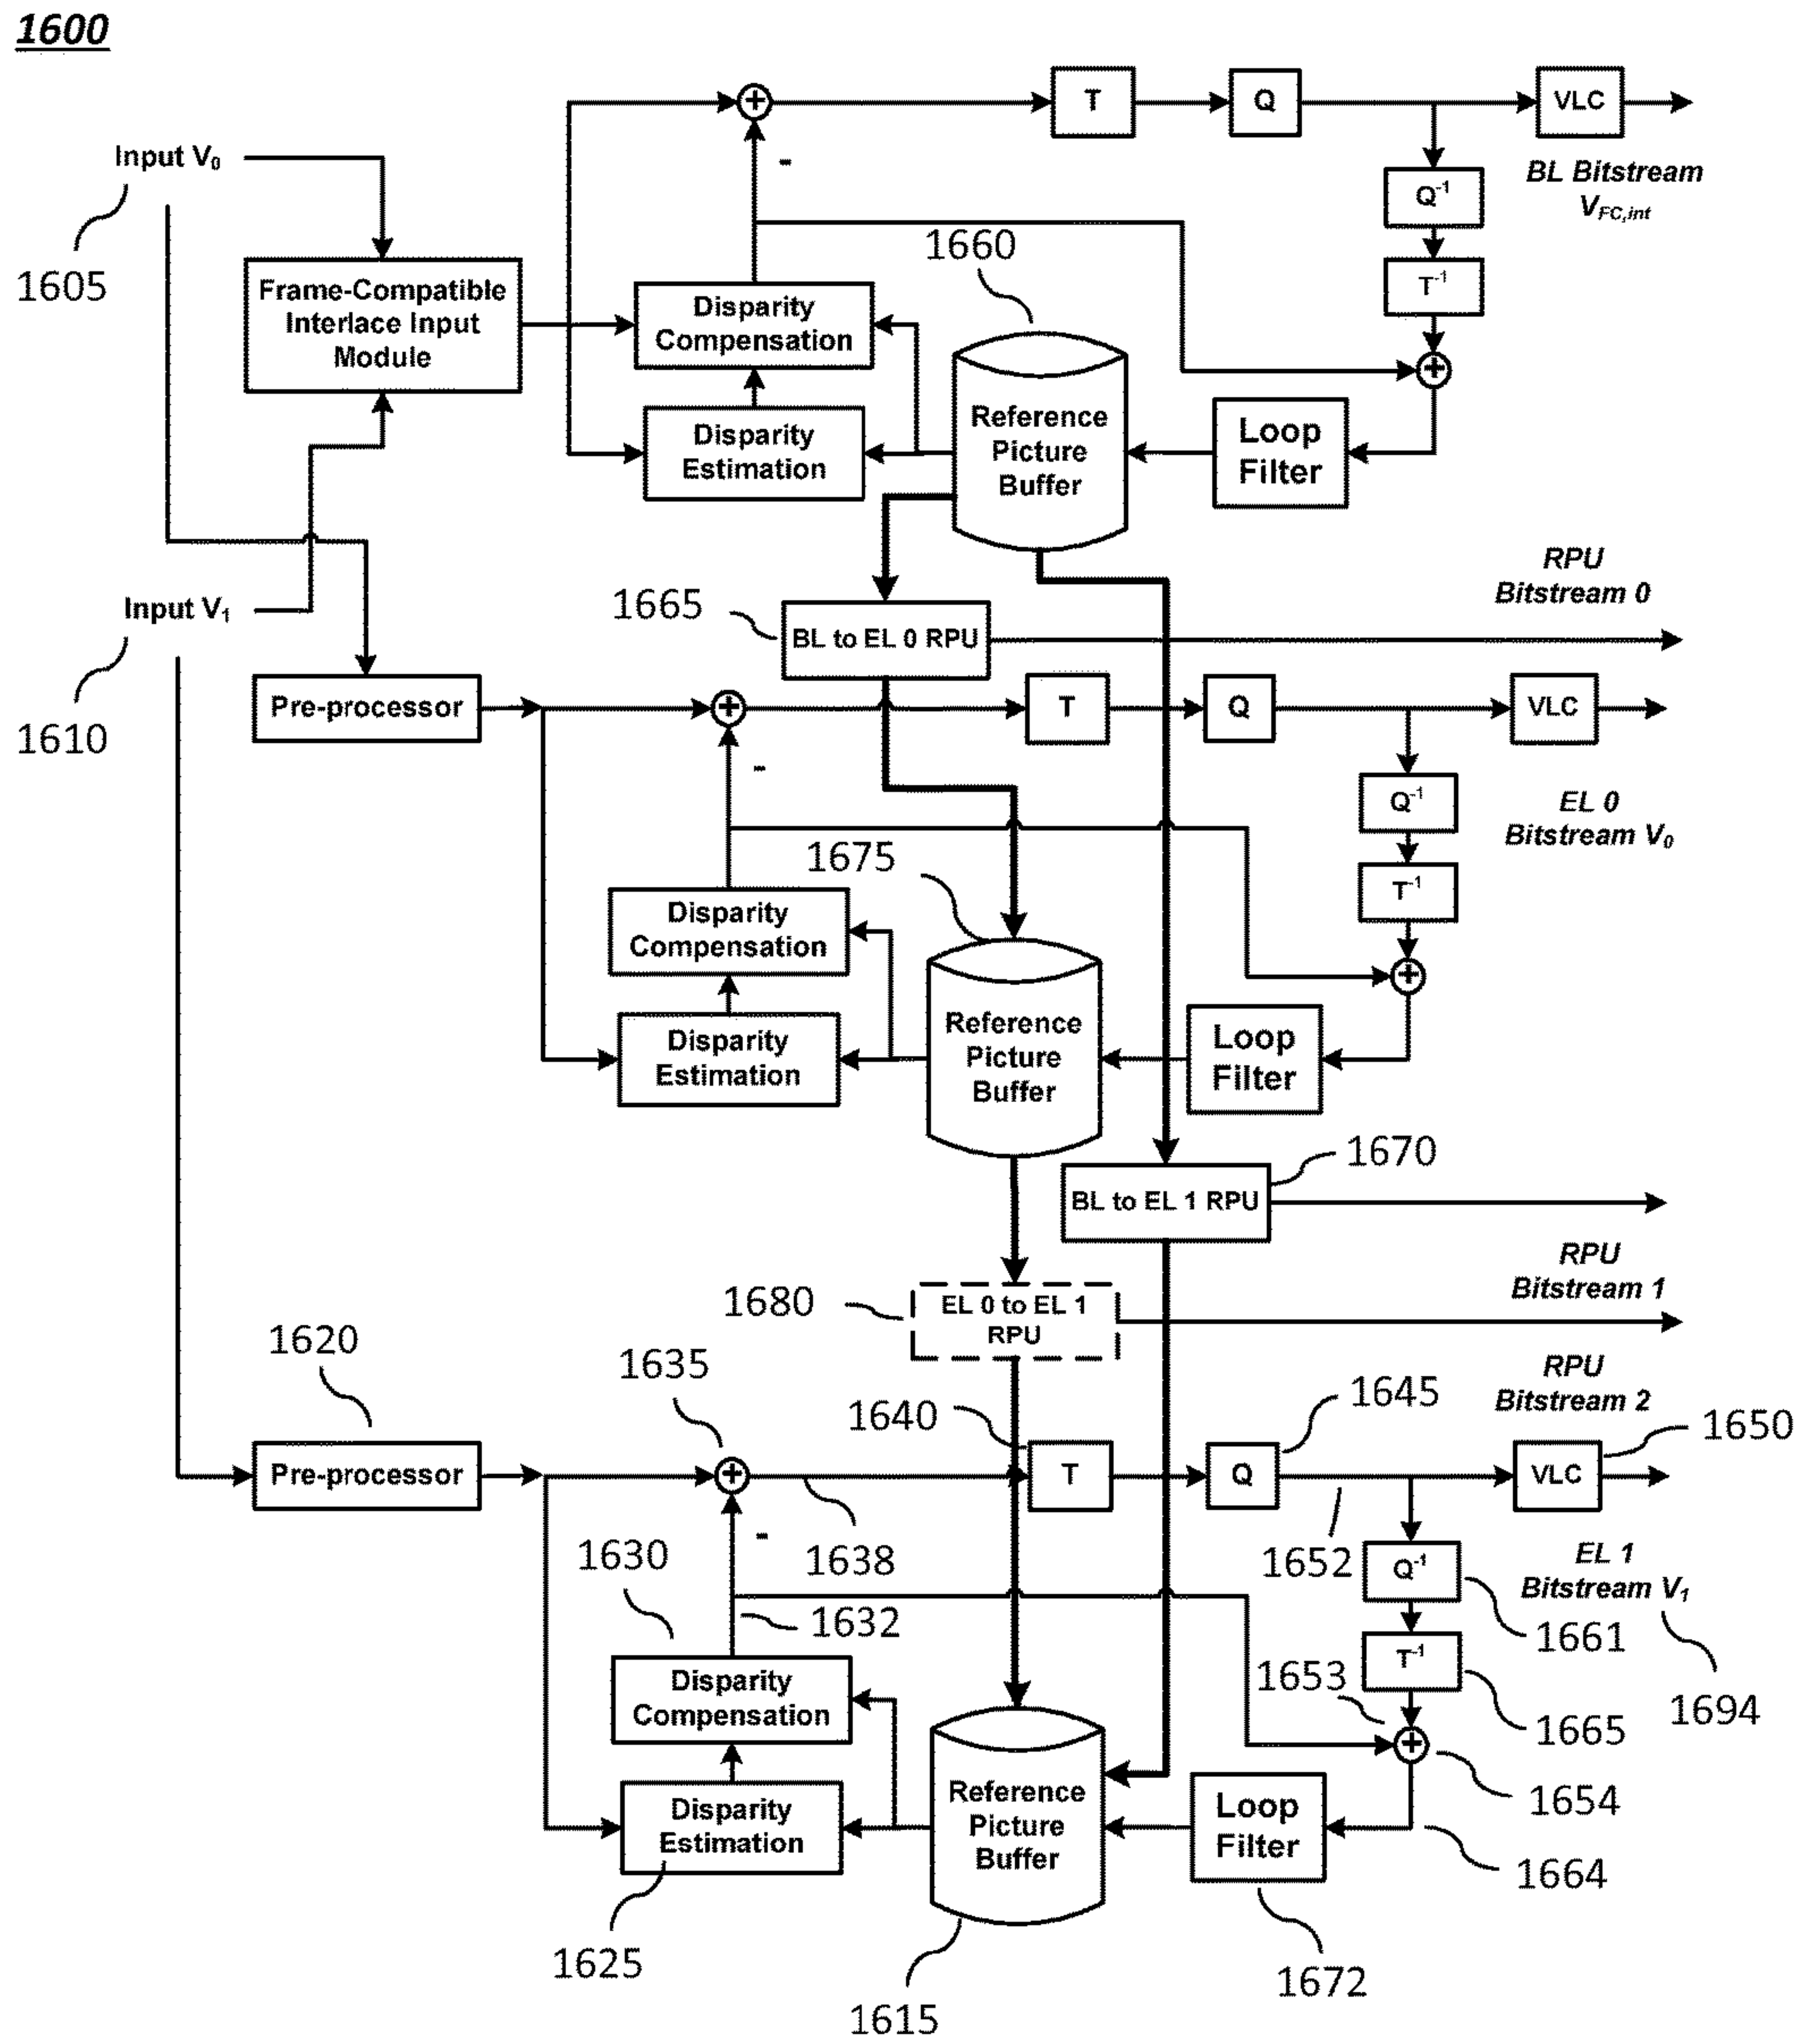 1600
Input V0
1605
Frame-Compatible
Interlace Input
Module
+
-
T
Q
VLC
BL Bitstream
VFC,int
Q-1
T-1
+
Disparity
Compensation
Disparity
Estimation
1660
Reference
Picture
Buffer
Loop
Filter
Input V1
1610
1665
BL to EL 0 RPU
RPU
Bitstream 0
Pre-processor
+
-
T
Q
VLC
EL 0
Bitstream V0
Q-1
T-1
+
1675
Disparity
Compensation
Disparity
Estimation
Reference
Picture
Buffer
Loop
Filter
1670
BL to EL 1 RPU
RPU
Bitstream 1
1680
EL 0 to EL 1
RPU
RPU
Bitstream 2
1620
Pre-processor
1635
+
-
1638
1640
T
1645
Q
1652
1650
VLC
EL 1
Bitstream V1
1694
Q-1
1661
T-1
1665
1653
+
1654
1664
1630
1632
Disparity
Compensation
Disparity
Estimation
1625
Reference
Picture
Buffer
1615
Loop
Filter
1672